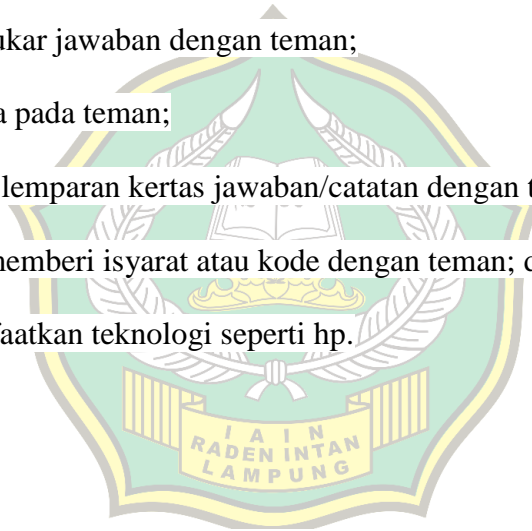 ukar jawaban dengan teman;
a pada teman;
lemparan kertas jawaban/catatan dengan t
nemberi isyarat atau kode dengan teman; d
faatkan teknologi seperti hp.
I A I N
RADEN INTAN
LAMPUNG